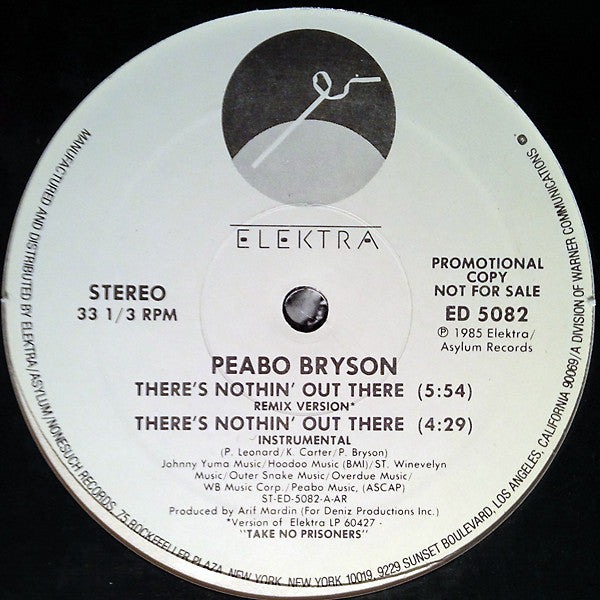 ELEKTRA
STEREO
33 1/3 RPM
PROMOTIONAL
COPY
NOT FOR SALE
ED 5082
Ⓟ 1985 Elektra/
Asylum Records
PEABO BRYSON
THERE'S NOTHIN' OUT THERE (5:54)
REMIX VERSION*
THERE'S NOTHIN' OUT THERE (4:29)
INSTRUMENTAL
(P. Leonard/K. Carter/P. Bryson)
Johnny Yuma Music/Hoodoo Music (BMI)/ST. Winevelyn
Music/Outer Snake Music/Overdue Music/
WB Music Corp./Peabo Music, (ASCAP)
ST-ED-5082-A-AR
Produced by Arif Mardin (For Deniz Productions Inc.)
*Version of Elektra LP 60427 -
"TAKE NO PRISONERS"
MANUFACTURED AND DISTRIBUTED BY ELEKTRA/ASYLUM/NONESUCH RECORDS, 75 ROCKEFELLER PLAZA, NEW YORK, NEW YORK 10019, 9229 SUNSET BOULEVARD, LOS ANGELES, CALIFORNIA 90069/A DIVISION OF WARNER COMMUNICATIONS